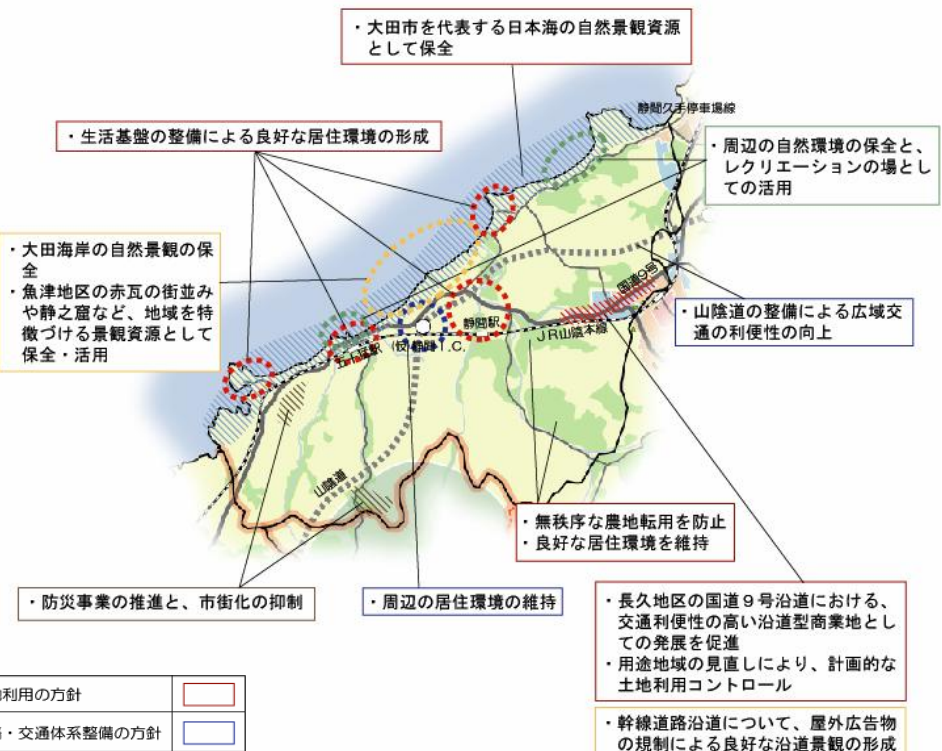 ・大田市を代表する日本海の自然景観資源
として保全
静間久手停車場線
・生活基盤の整備による良好な居住環境の形成
・周辺の自然環境の保全と、
レクリエーションの場とし
ての活用
・大田海岸の自然景観の保
全
・魚津地区の赤瓦の街並み
や静之窟など、地域を特
徴づける景観資源として
保全・活用
国道9号
・山陰道の整備による広域交
通の利便性の向上
静間駅
JR山陰本線
五十猛駅
(仮)静間I.C.
山陰道
・無秩序な農地転用を防止
・良好な居住環境を維持
・防災事業の推進と、市街化の抑制
・周辺の居住環境の維持
・長久地区の国道9号沿道における、
交通利便性の高い沿道型商業地とし
ての発展を促進
・用途地域の見直しにより、計画的な
土地利用コントロール
利用の方針
・交通体系整備の方針
・幹線道路沿道について、屋外広告物
の規制による良好な沿道景観の形成